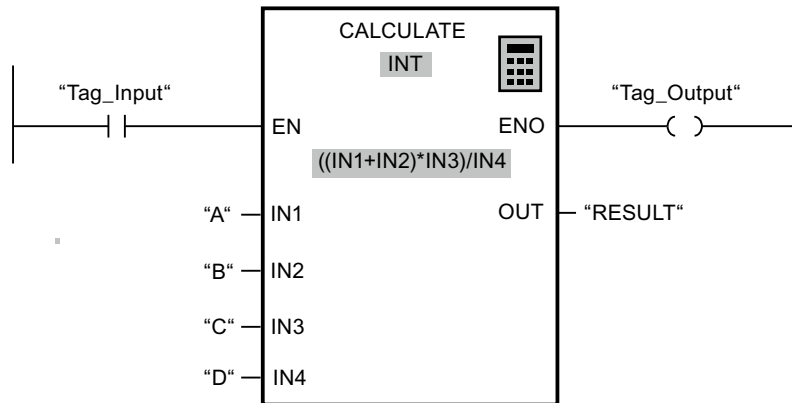 CALCULATE
INT
“Tag_Input“
“Tag_Output“
EN
ENO
((IN1+IN2)*IN3)/IN4
“A“
IN1
OUT
“RESULT“
“B“
IN2
“C“
IN3
“D“
IN4